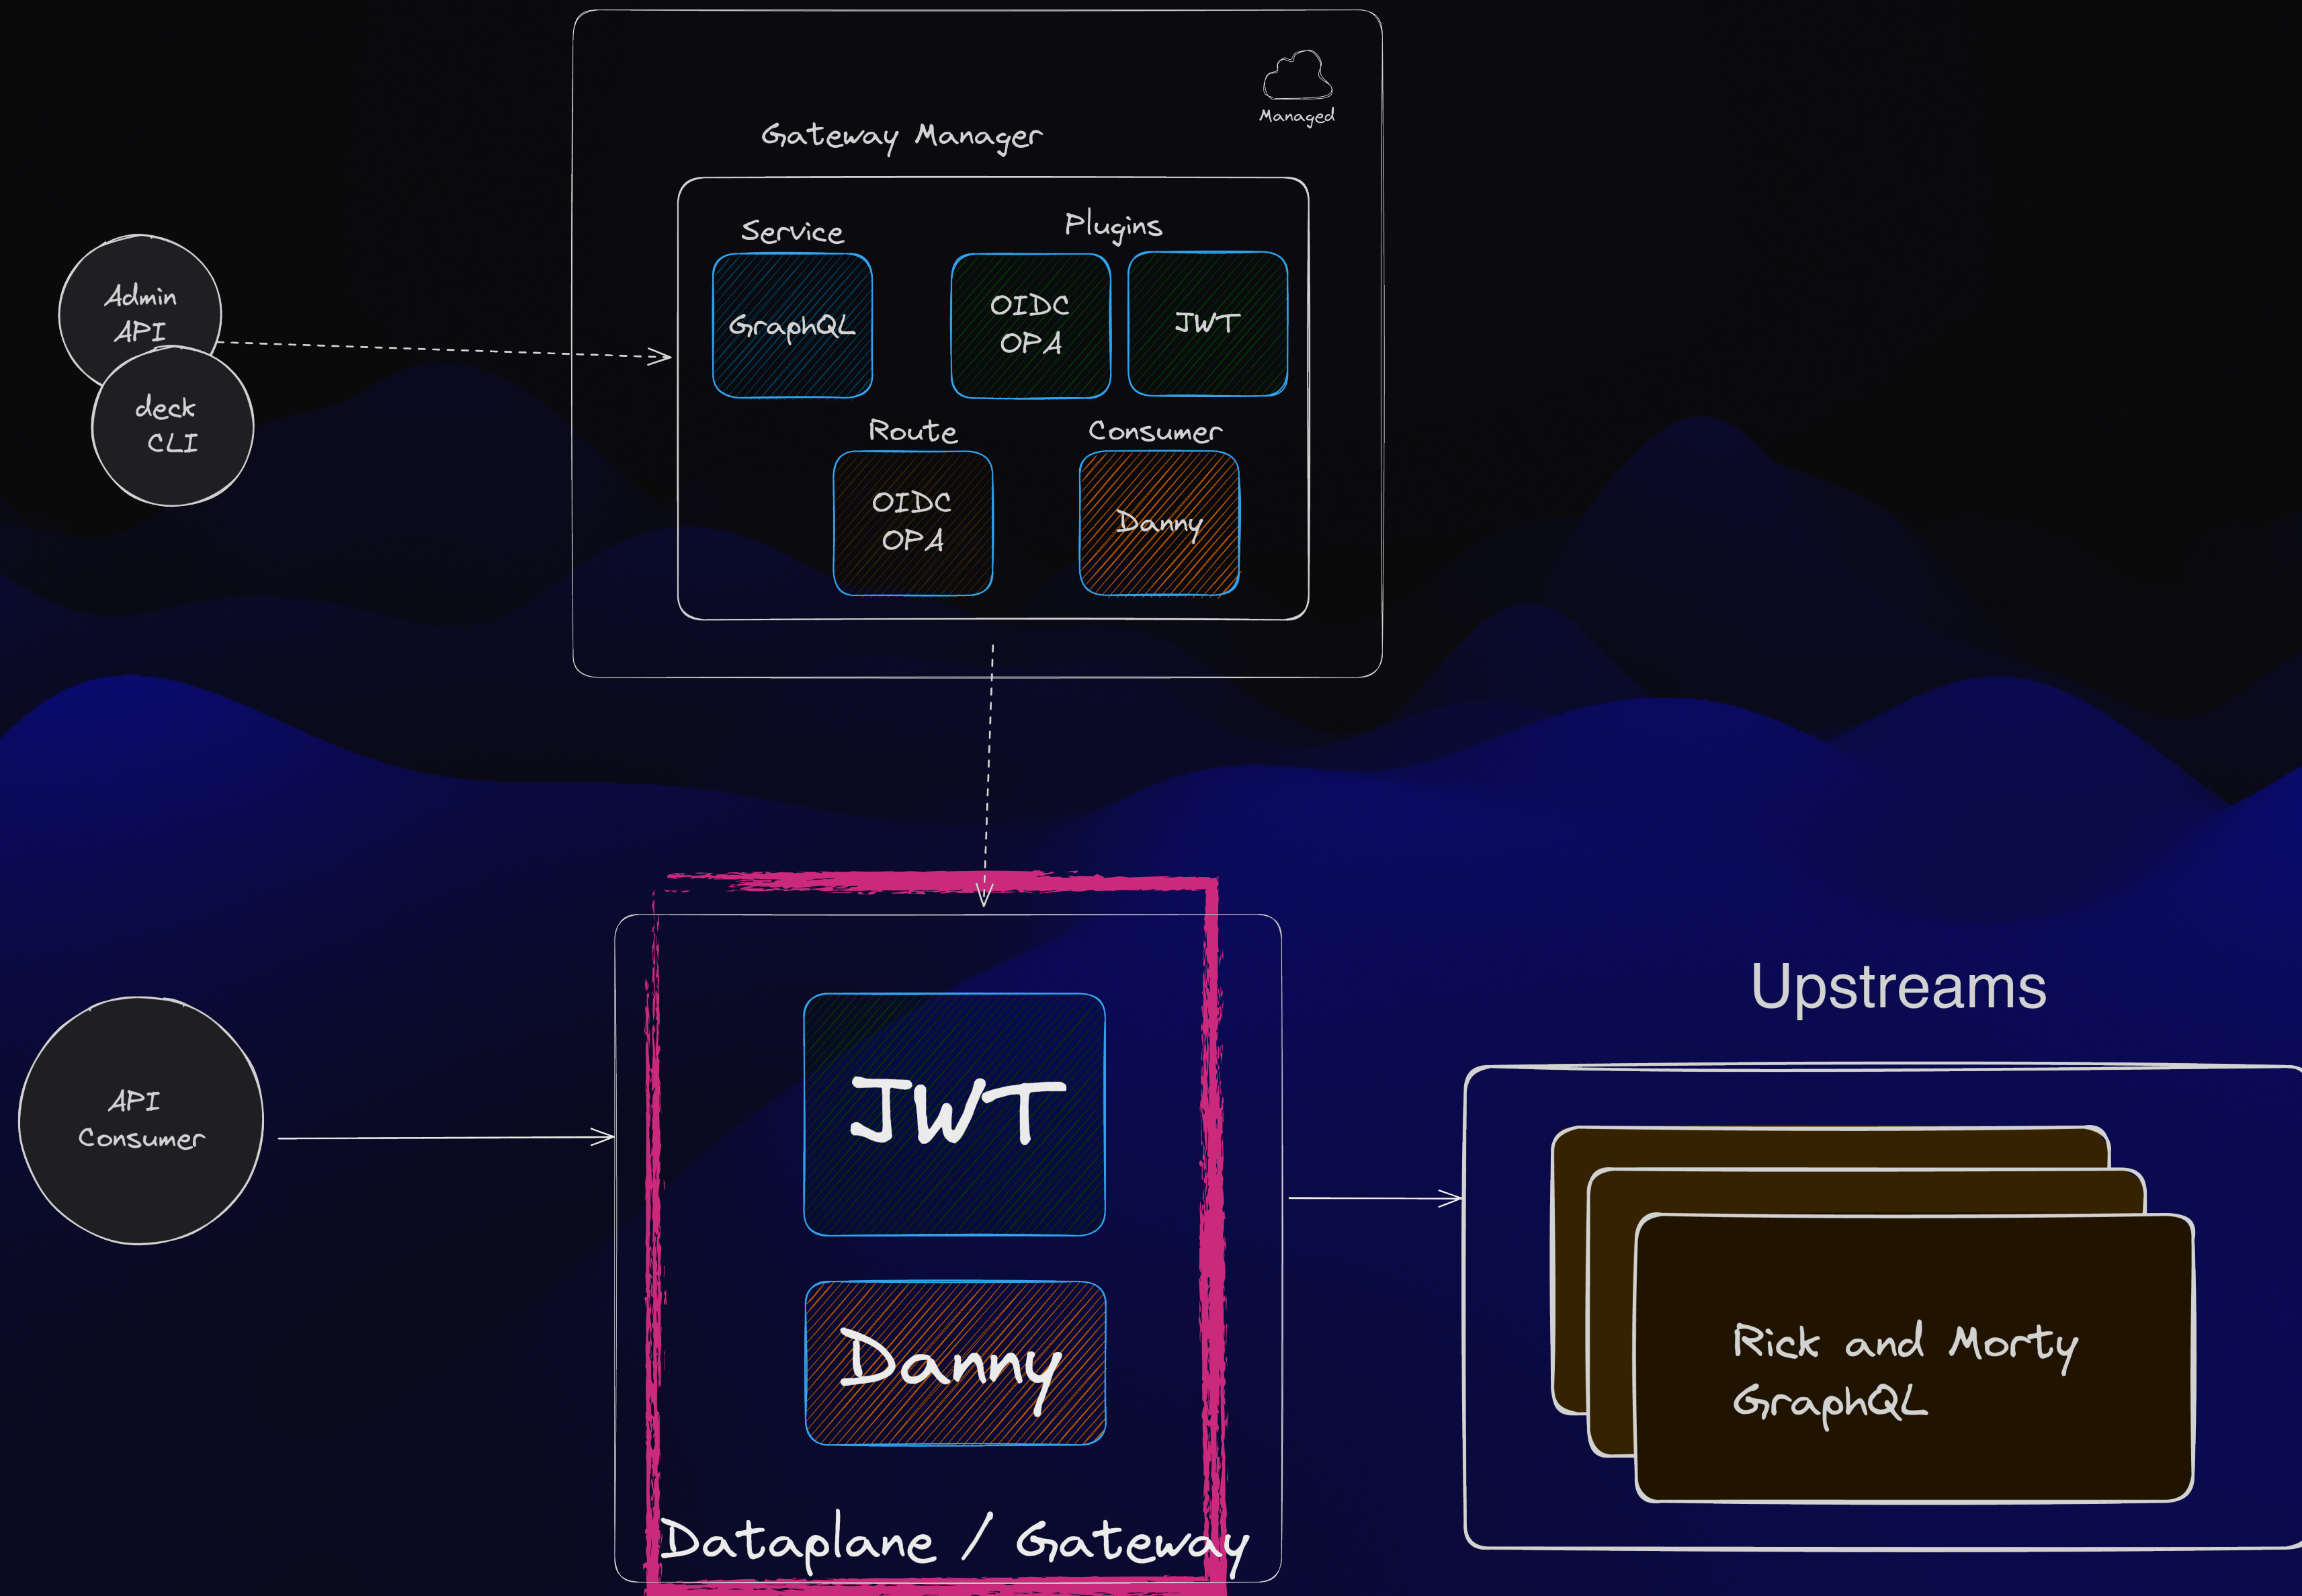 Managed
Gateway Manager
Service
Plugins
GraphQL
OIDC
OPA
JWT
Admin
API
deck
CLI
Route
Consumer
OIDC
OPA
Danny
Upstreams
API
Consumer
JWT
Danny
Rick and Morty
GraphQL
Dataplane / Gateway